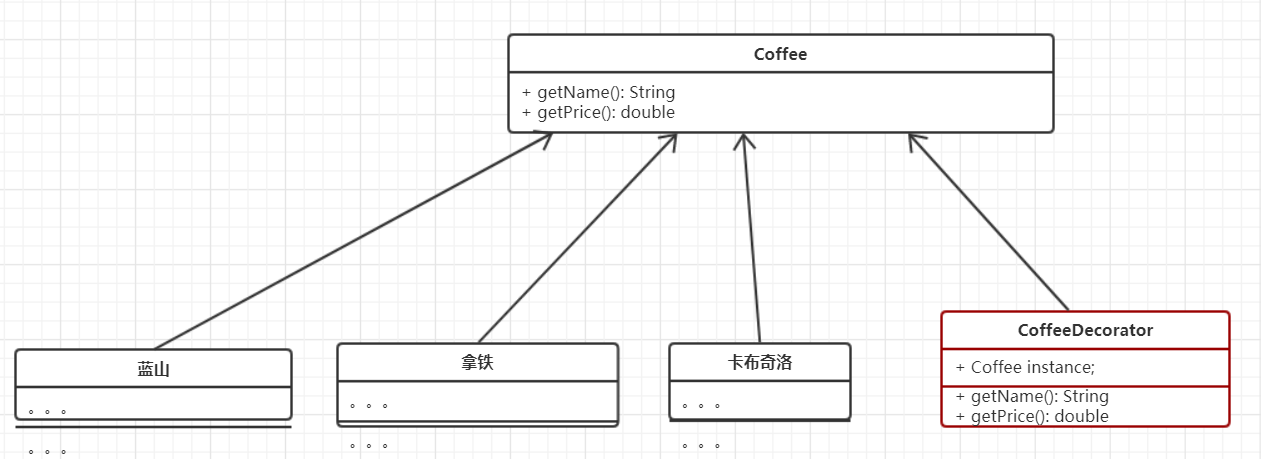 Coffee
+ getName(): String
+ getPrice(): double
蓝山
。。。
。。。
拿铁
。。。
。。。
卡布奇洛
。。。
。。。
CoffeeDecorator
+ Coffee instance;
+ getName(): String
+ getPrice(): double